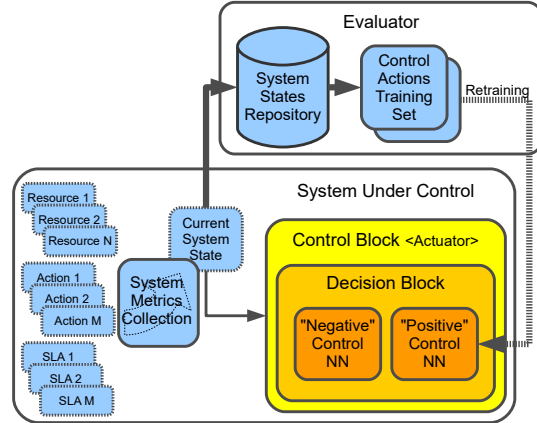 Evaluator
System
States
Repository
Control
Actions
Training
Set
Retraining
System Under Control
Resource 1
Resource 2
Resource N
Current
System
State
Control Block <Actuator>
Action 1
Action 2
Action M
System
Metrics
Collection
Decision Block
"Negative"
Control
NN
"Positive"
Control
NN
SLA 1
SLA 2
SLA M